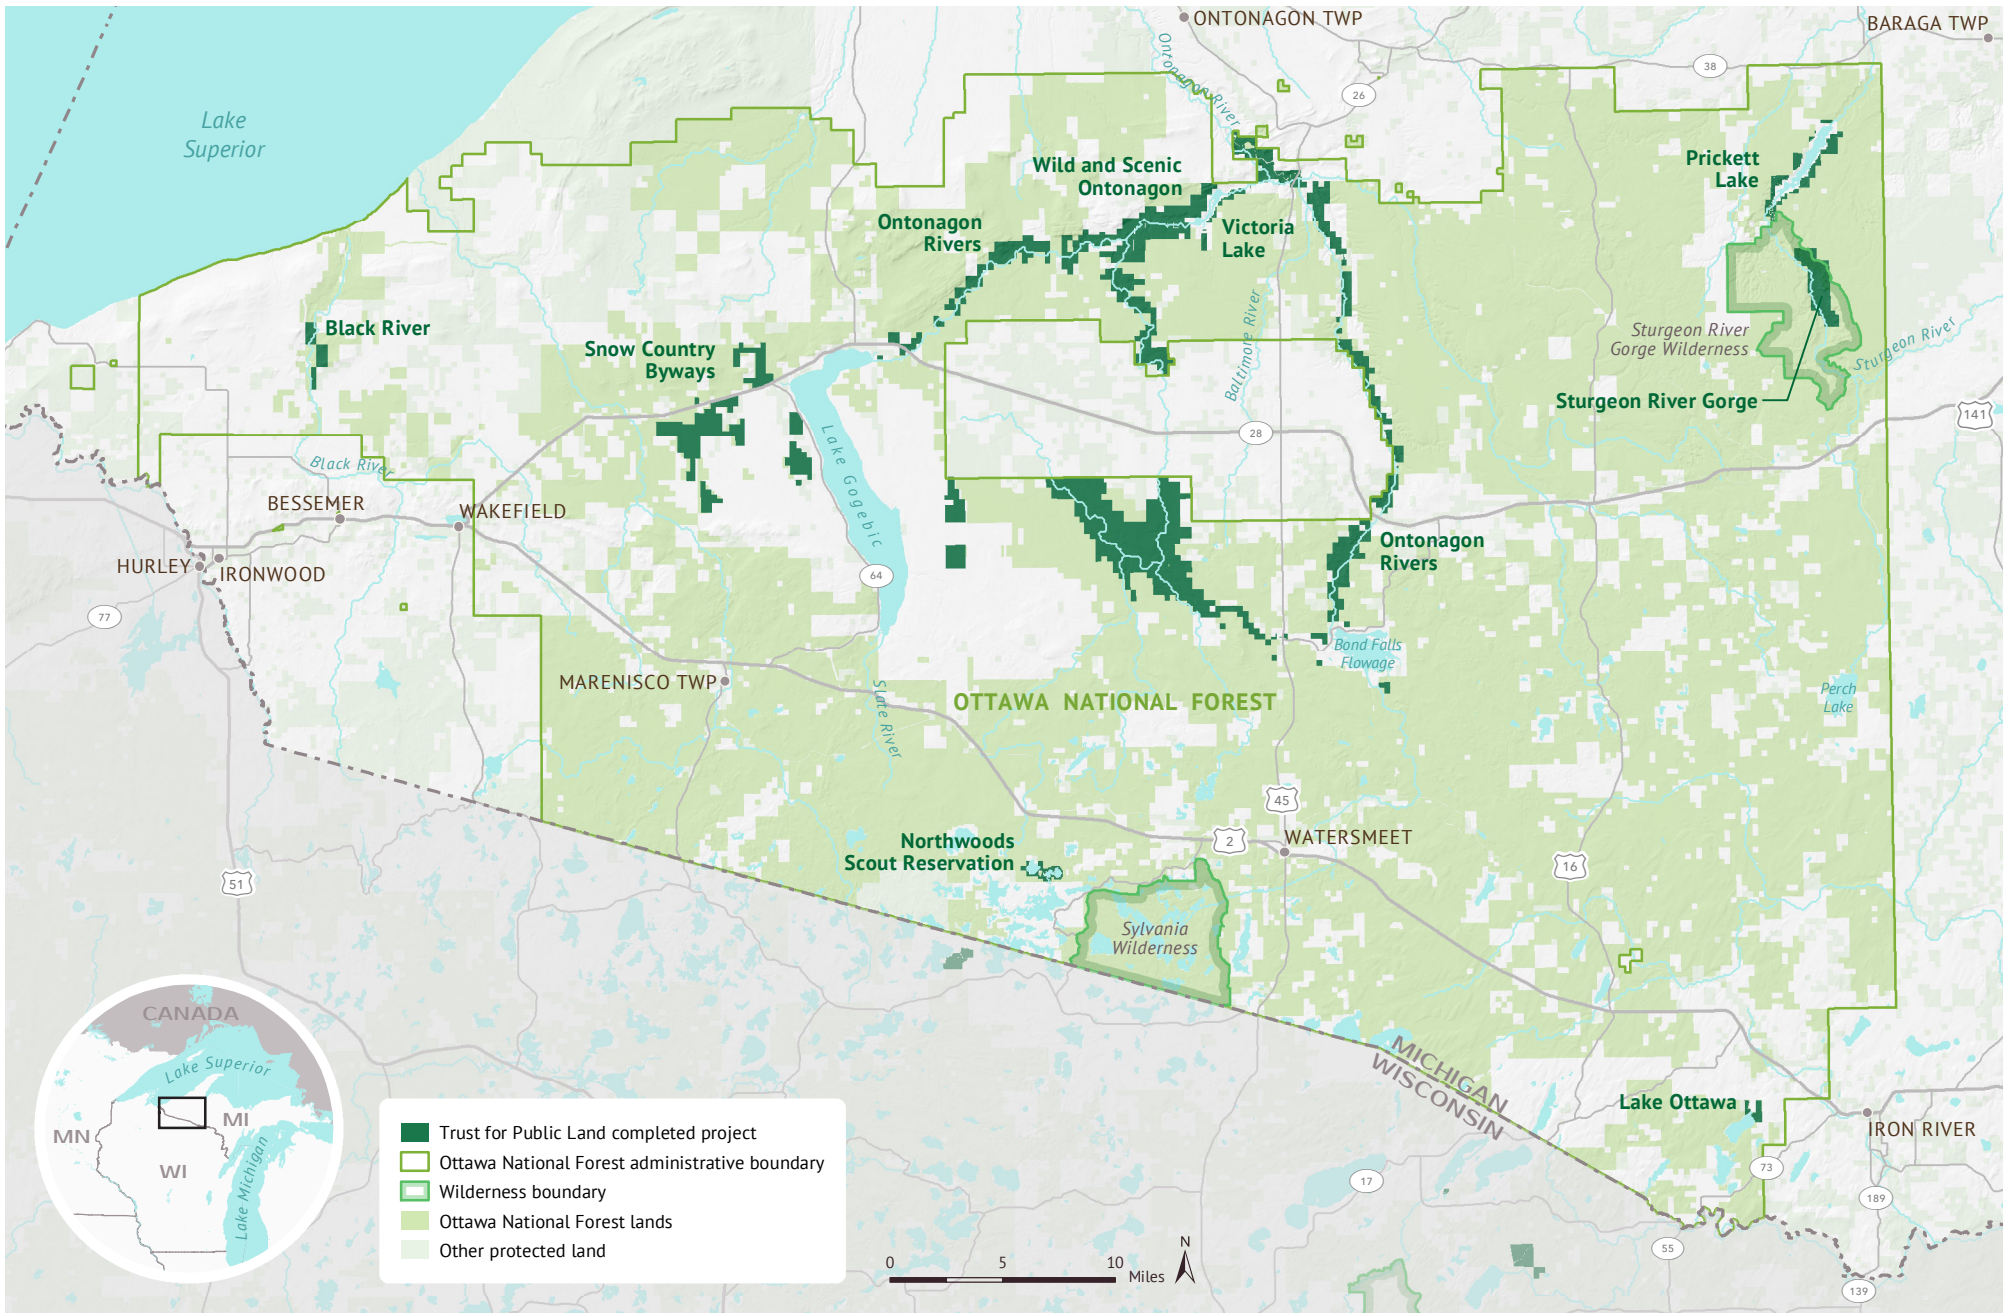 ONTONAGON TWP
BARAGA TWP
Ontonagon River
38
26
Lake
Superior
Wild and Scenic
Ontonagon
Prickett
Lake
Ontonagon
Rivers
Victoria
Lake
Black River
Snow Country
Byways
Baltimore River
Sturgeon River
Gorge Wilderness
Sturgeon River
Sturgeon River Gorge
141
28
Lake Gogebic
Black River
BESSEMER
WAKEFIELD
HURLEY
IRONWOOD
Ontonagon
Rivers
64
77
Bond Falls
Flowage
MARENISCO TWP
Slate River
OTTAWA NATIONAL FOREST
Perch
Lake
45
2
WATERSMEET
Northwoods
Scout Reservation
16
51
Sylvania
Wilderness
MICHIGAN
WISCONSIN
Lake Ottawa
IRON RIVER
73
17
189
55
139
CANADA
Lake Superior
MN
MI
WI
Lake Michigan
Trust for Public Land completed project
Ottawa National Forest administrative boundary
Wilderness boundary
Ottawa National Forest lands
Other protected land
0 5 10
Miles
N